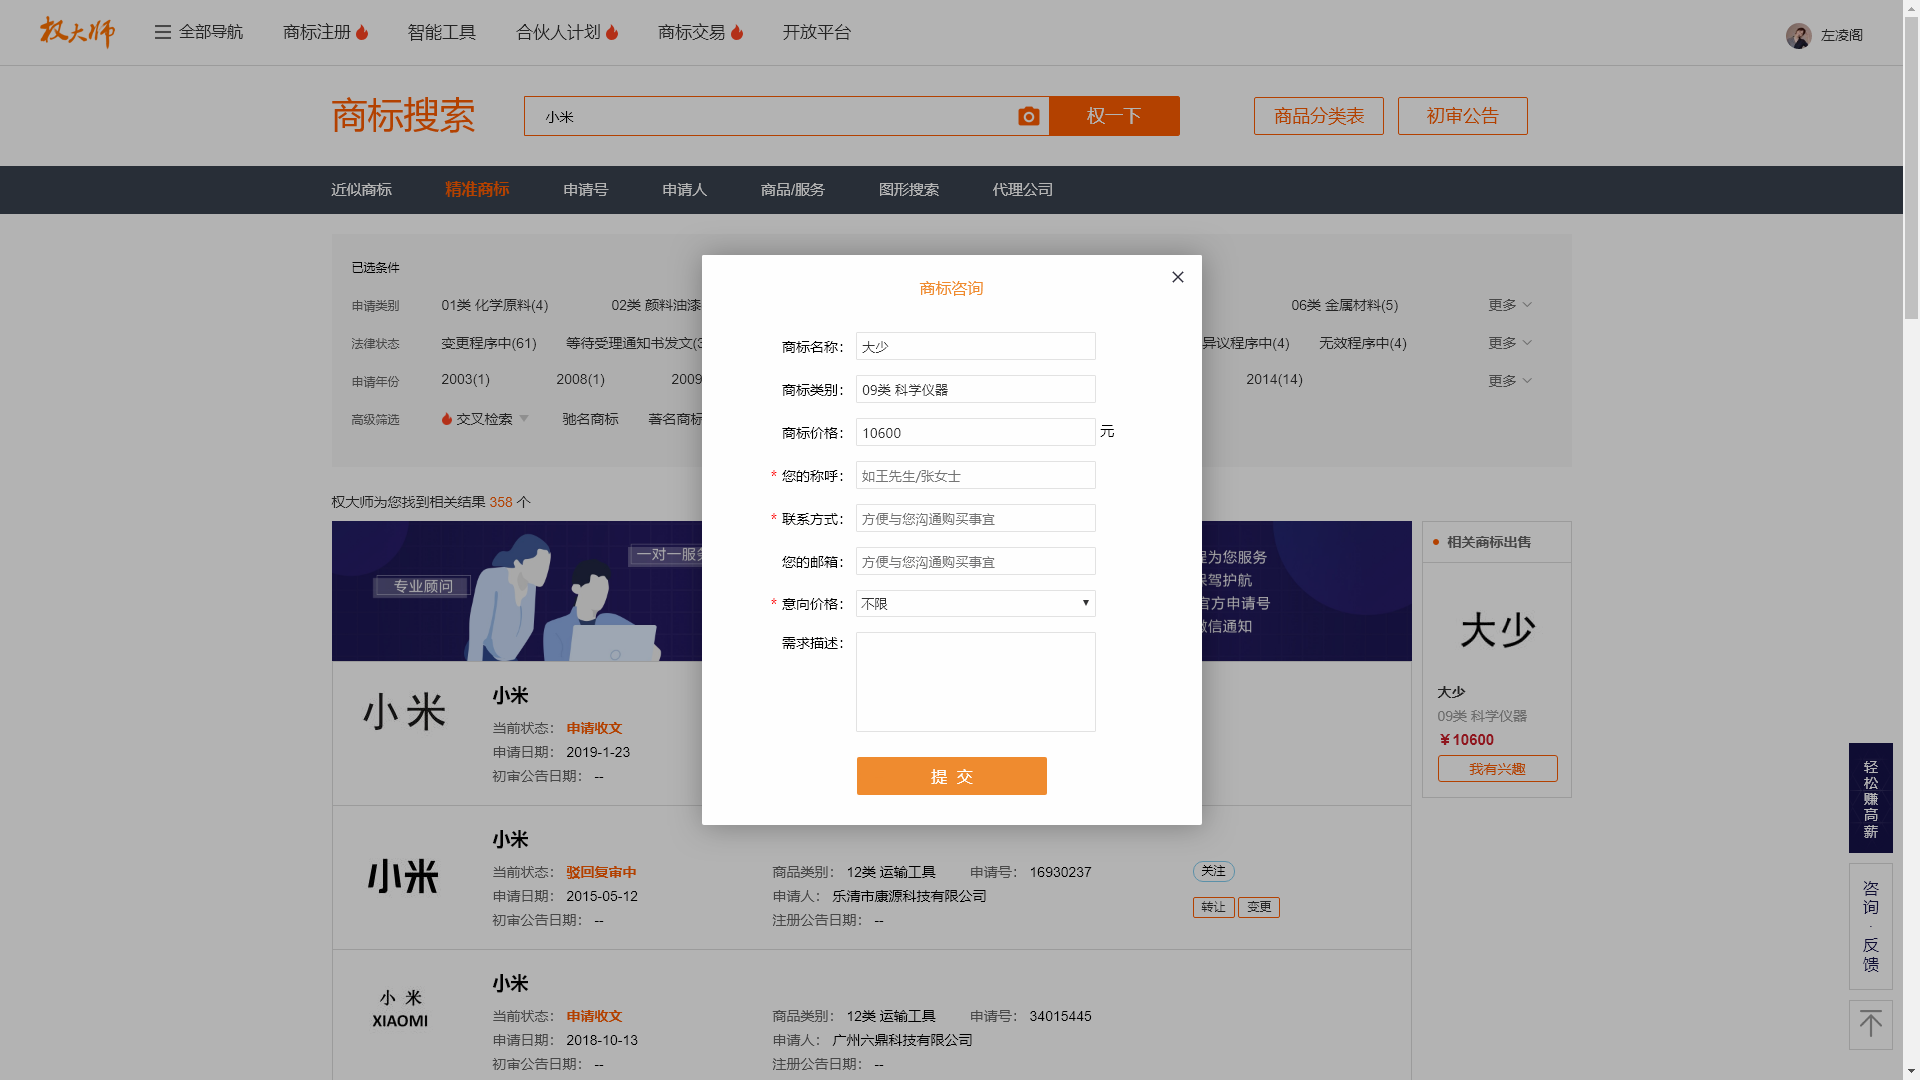 权大师
全部导航
商标注册
智能工具
合伙人计划
商标交易
开放平台
左凌阁
商标搜索
小米
权一下
商品分类表
初审公告
近似商标
精准商标
申请号
申请人
商品/服务
图形搜索
代理公司
已选条件
申请类别
01类 化学原料(4)
02类 颜料油漆
06类 金属材料(5)
更多
法律状态
变更程序中(61)
等待受理通知书发文(3
异议程序中(4)
无效程序中(4)
更多
申请年份
2003(1)
2008(1)
2009
2014(14)
更多
高级筛选
交叉检索
驰名商标
著名商标
商标咨询
商标名称：
大少
商标类别：
09类 科学仪器
商标价格：
10600
元
* 您的称呼：
如王先生/张女士
* 联系方式：
方便与您沟通购买事宜
您的邮箱：
方便与您沟通购买事宜
* 意向价格：
不限
需求描述：
提 交
权大师为您找到相关结果 358 个
专业顾问
一对一服务
程为您服务
保驾护航
官方申请号
微信通知
小米
小米
当前状态： 申请收文
申请日期： 2019-1-23
初审公告日期： --
小米
小米
当前状态： 驳回复审中
申请日期： 2015-05-12
初审公告日期： --
商品类别： 12类 运输工具
申请号： 16930237
申请人： 乐清市康源科技有限公司
注册公告日期： --
关注
转让
变更
小 米
XIAOMI
小米
当前状态： 申请收文
申请日期： 2018-10-13
初审公告日期： --
商品类别： 12类 运输工具
申请号： 34015445
申请人： 广州六鼎科技有限公司
注册公告日期： --
相关商标出售
大少
大少
09类 科学仪器
¥10600
我有兴趣
轻松赚高薪
咨询·反馈